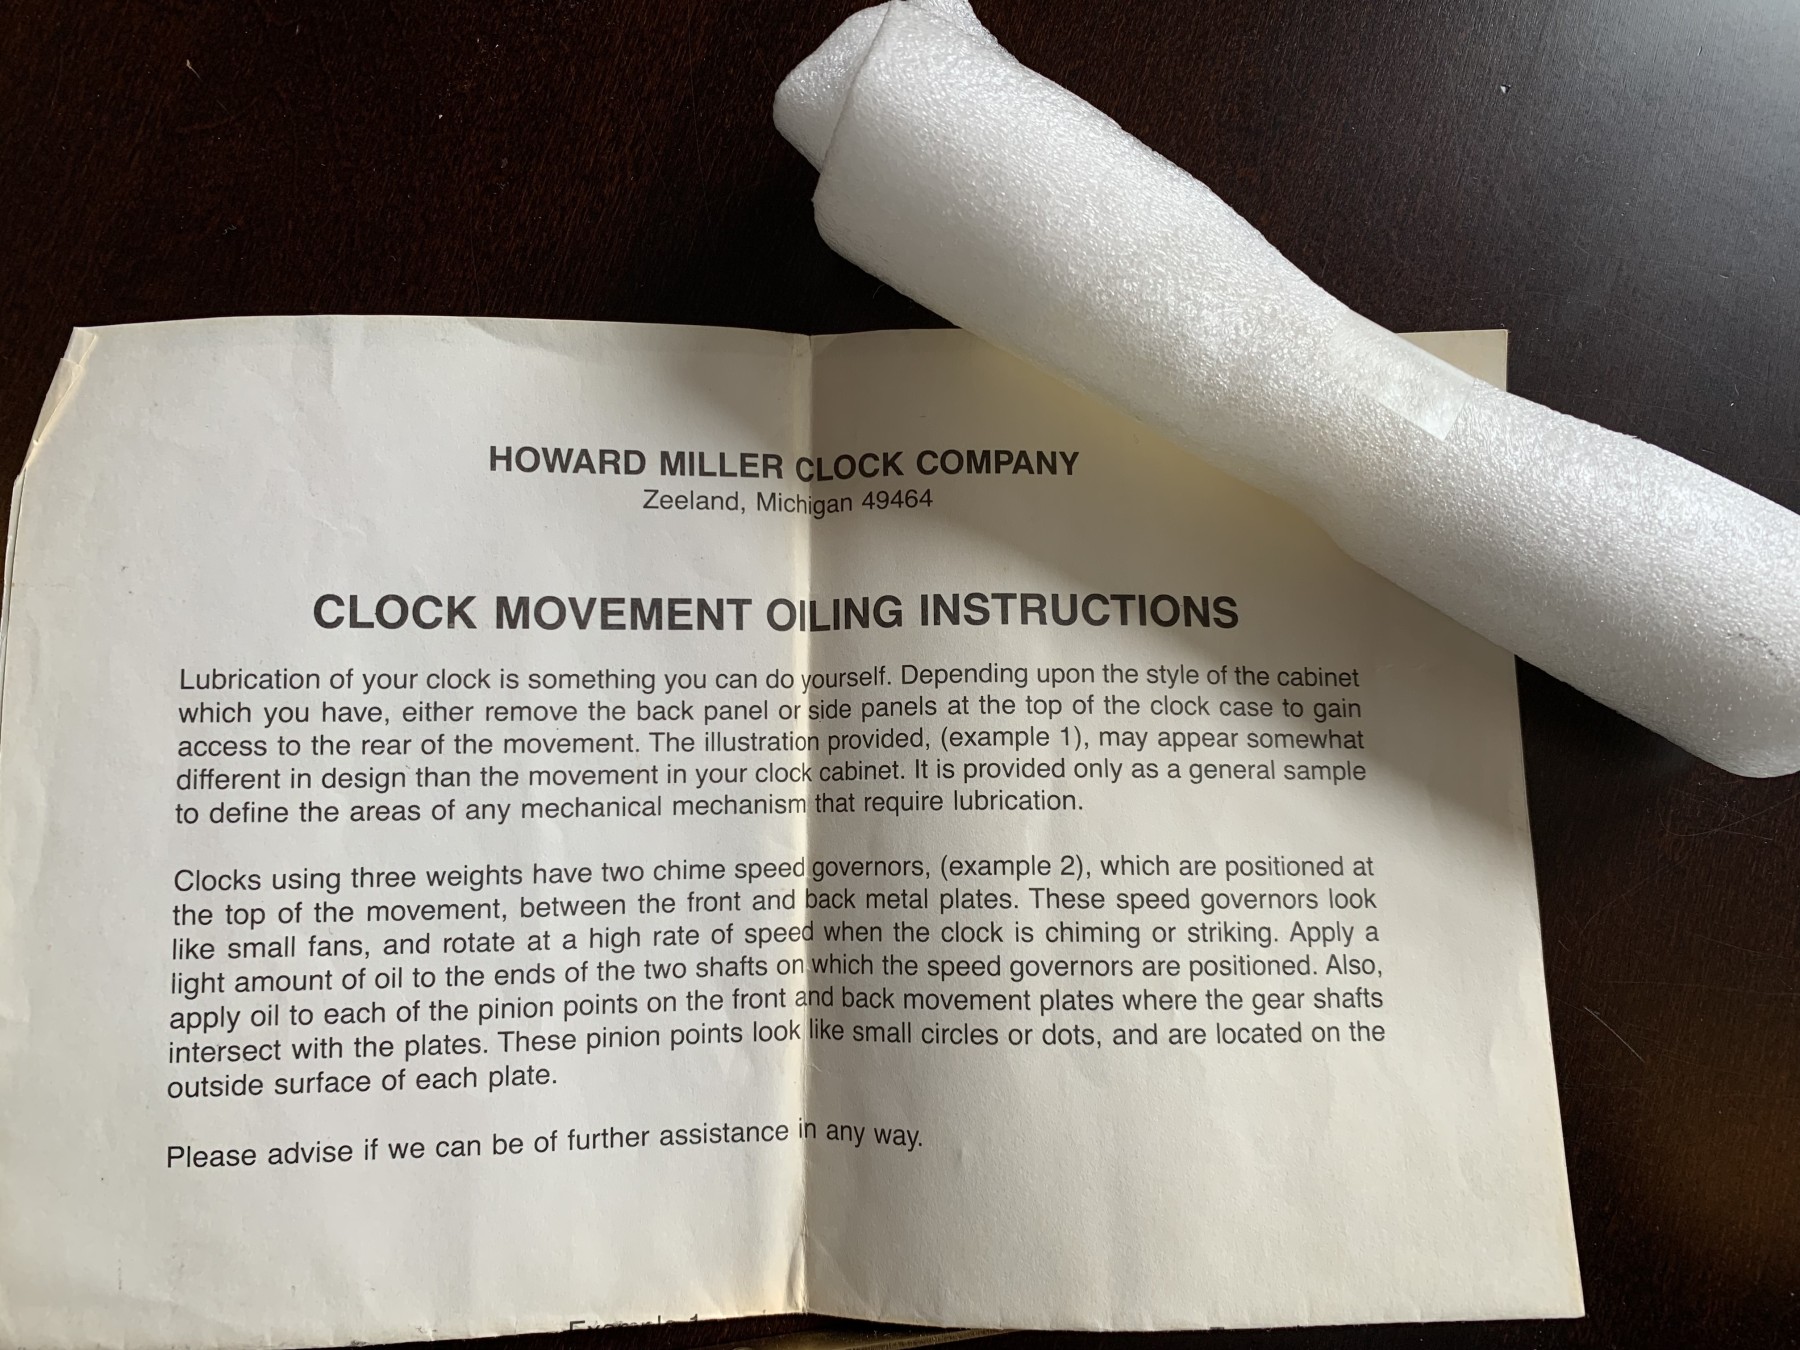 HOWARD MILLER CLOCK COMPANY
Zeeland, Michigan 49464
CLOCK MOVEMENT OILING INSTRUCTIONS
Lubrication of your clock is something you can do yourself. Depending upon the style of the cabinet
which you have, either remove the back panel or side panels at the top of the clock case to gain
access to the rear of the movement. The illustration provided, (example 1), may appear somewhat
different in design than the movement in your clock cabinet. It is provided only as a general sample
to define the areas of any mechanical mechanism that require lubrication.
Clocks using three weights have two chime speed governors, (example 2), which are positioned at
the top of the movement, between the front and back metal plates. These speed governors look
like small fans, and rotate at a high rate of speed when the clock is chiming or striking. Apply a
light amount of oil to the ends of the two shafts on which the speed governors are positioned. Also,
apply oil to each of the pinion points on the front and back movement plates where the gear shafts
intersect with the plates. These pinion points look like small circles or dots, and are located on the
outside surface of each plate.
Please advise if we can be of further assistance in any way.
Example 1